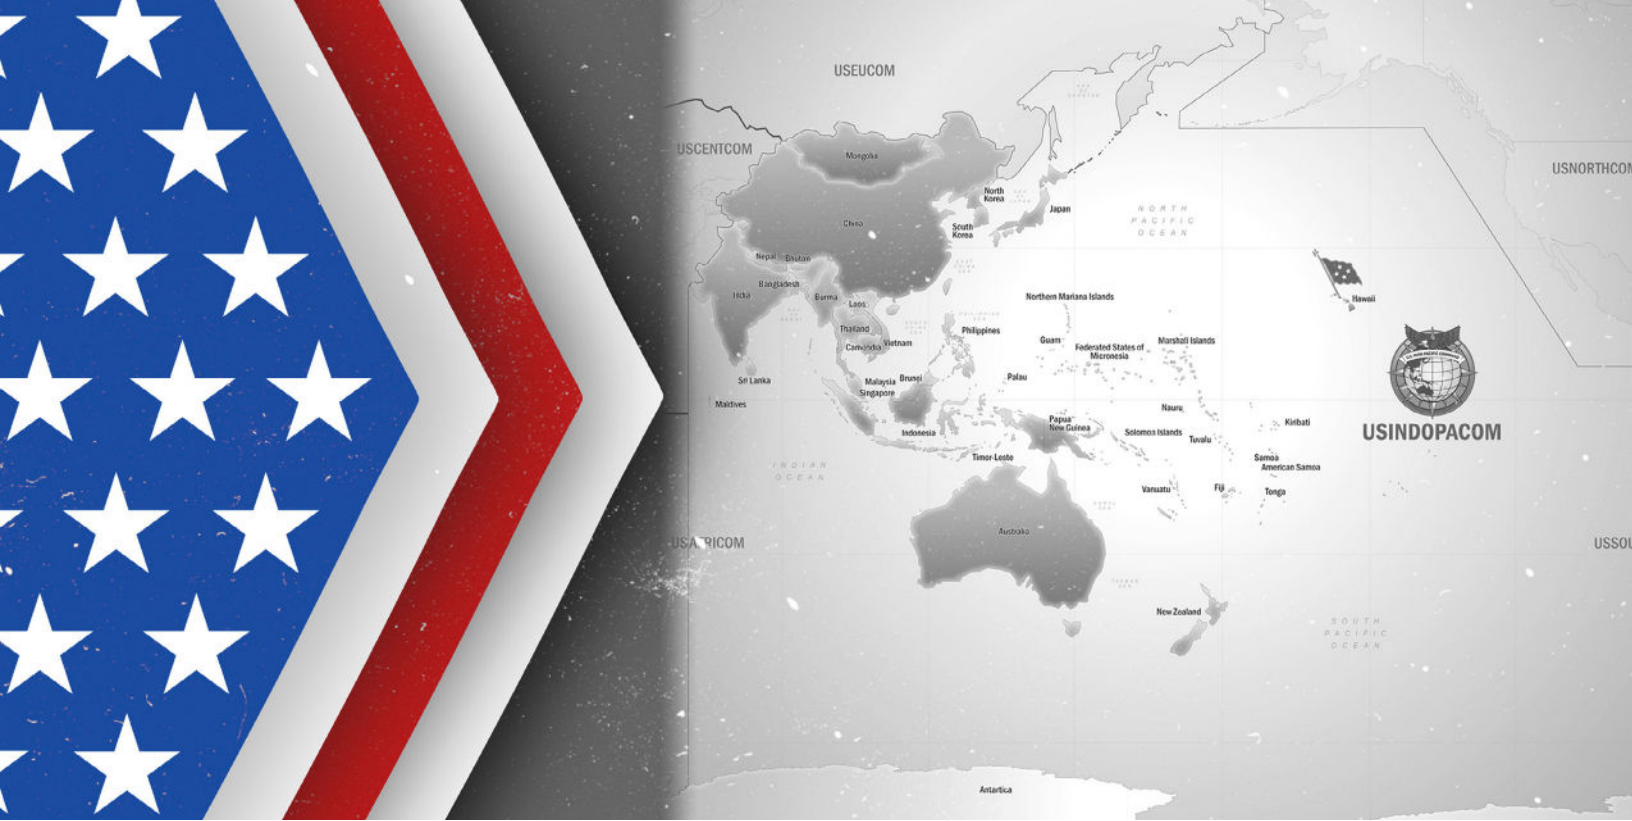 USEUCOM
USCENTCOM
USNORTHCOM
Mongolia
North
Korea
Japan
NORTH
PACIFIC
OCEAN
China
South
Korea
Nepal
Bhutan
Bangladesh
India
Burma
Laos
Northern Mariana Islands
Hawaii
Thailand
Philippines
Cambodia
Vietnam
Guam
Federated States of
Micronesia
Marshall Islands
Sri Lanka
Malaysia
Brunei
Palau
Singapore
Maldives
Nauru
Papua
New Guinea
Kiribati
Indonesia
Solomon Islands
Tuvalu
USINDOPACOM
Timor-Leste
Samoa
American Samoa
INDIAN
OCEAN
Vanuatu
Fiji
Tonga
Australia
USAFRICOM
USSOU
New Zealand
SOUTH
PACIFIC
OCEAN
Antartica